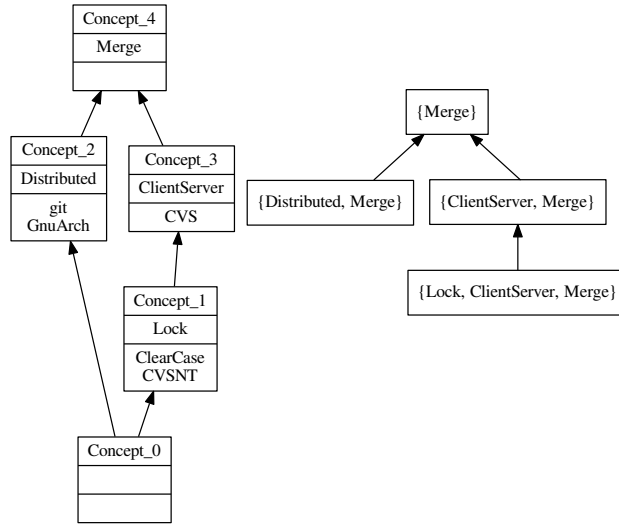 Concept_4
Merge
Concept_2
Distributed
git
GnuArch
Concept_3
ClientServer
CVS
Concept_1
Lock
ClearCase
CVSNT
Concept_0
{Merge}
{Distributed, Merge}
{ClientServer, Merge}
{Lock, ClientServer, Merge}